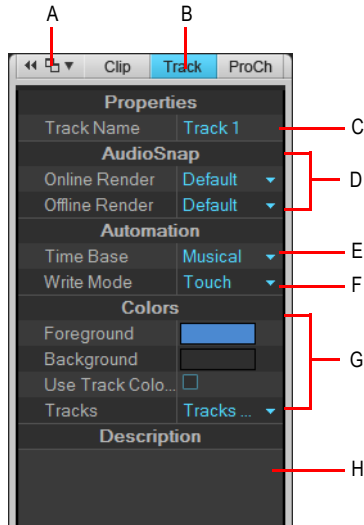 A
B
Clip Track ProCh
Properties
Track Name Track 1
C
AudioSnap
D
Online Render Default
Offline Render Default
Automation
Time Base Musical
E
Write Mode Touch
F
Colors
Foreground
Background
G
Use Track Colo...
Tracks Tracks ...
Description
H